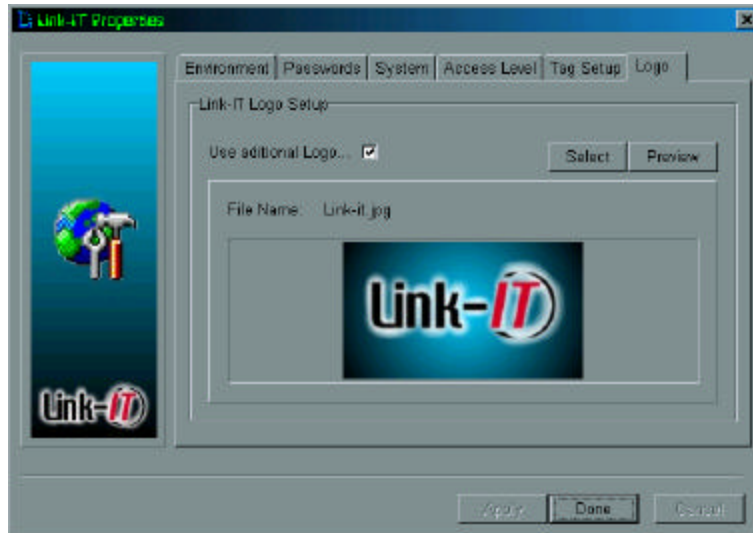 Link-IT Properties
Environment Passwords System Access Level Tag Setup Logo
Link-IT Logo Setup
Use aditional Logo...
Select Preview
File Name: Link-it.jpg
Link-IT
Link-IT
Apply Done Cancel